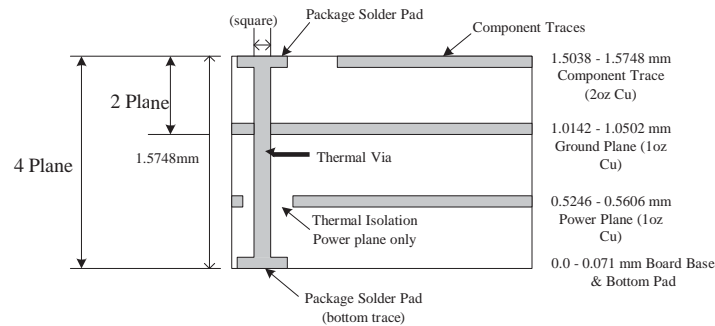 Package Solder Pad
(square)
Component Traces
1.5038 - 1.5748 mm
Component Trace
(2oz Cu)
2 Plane
1.0142 - 1.0502 mm
Ground Plane (1oz
Cu)
4 Plane
1.5748mm
Thermal Via
0.5246 - 0.5606 mm
Power Plane (1oz
Cu)
Thermal Isolation
Power plane only
0.0 - 0.071 mm Board Base
& Bottom Pad
Package Solder Pad
(bottom trace)